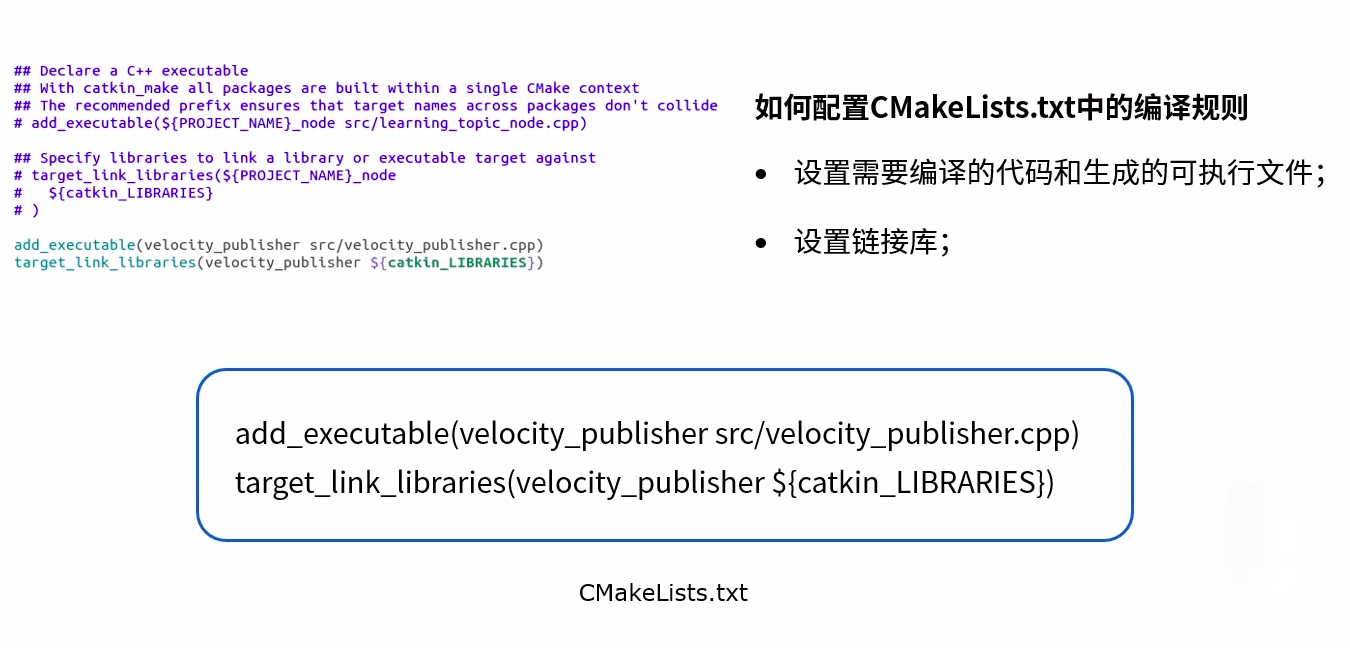 ## Declare a C++ executable
## With catkin_make all packages are built within a single CMake context
## The recommended prefix ensures that target names across packages don't collide
# add_executable(${PROJECT_NAME}_node src/learning_topic_node.cpp)
## Specify libraries to link a library or executable target against
# target_link_libraries(${PROJECT_NAME}_node
#   ${catkin_LIBRARIES}
# )
add_executable(velocity_publisher src/velocity_publisher.cpp)
target_link_libraries(velocity_publisher ${catkin_LIBRARIES})
如何配置CMakeLists.txt中的编译规则
• 设置需要编译的代码和生成的可执行文件；
• 设置链接库；
add_executable(velocity_publisher src/velocity_publisher.cpp)
target_link_libraries(velocity_publisher ${catkin_LIBRARIES})
CMakeLists.txt